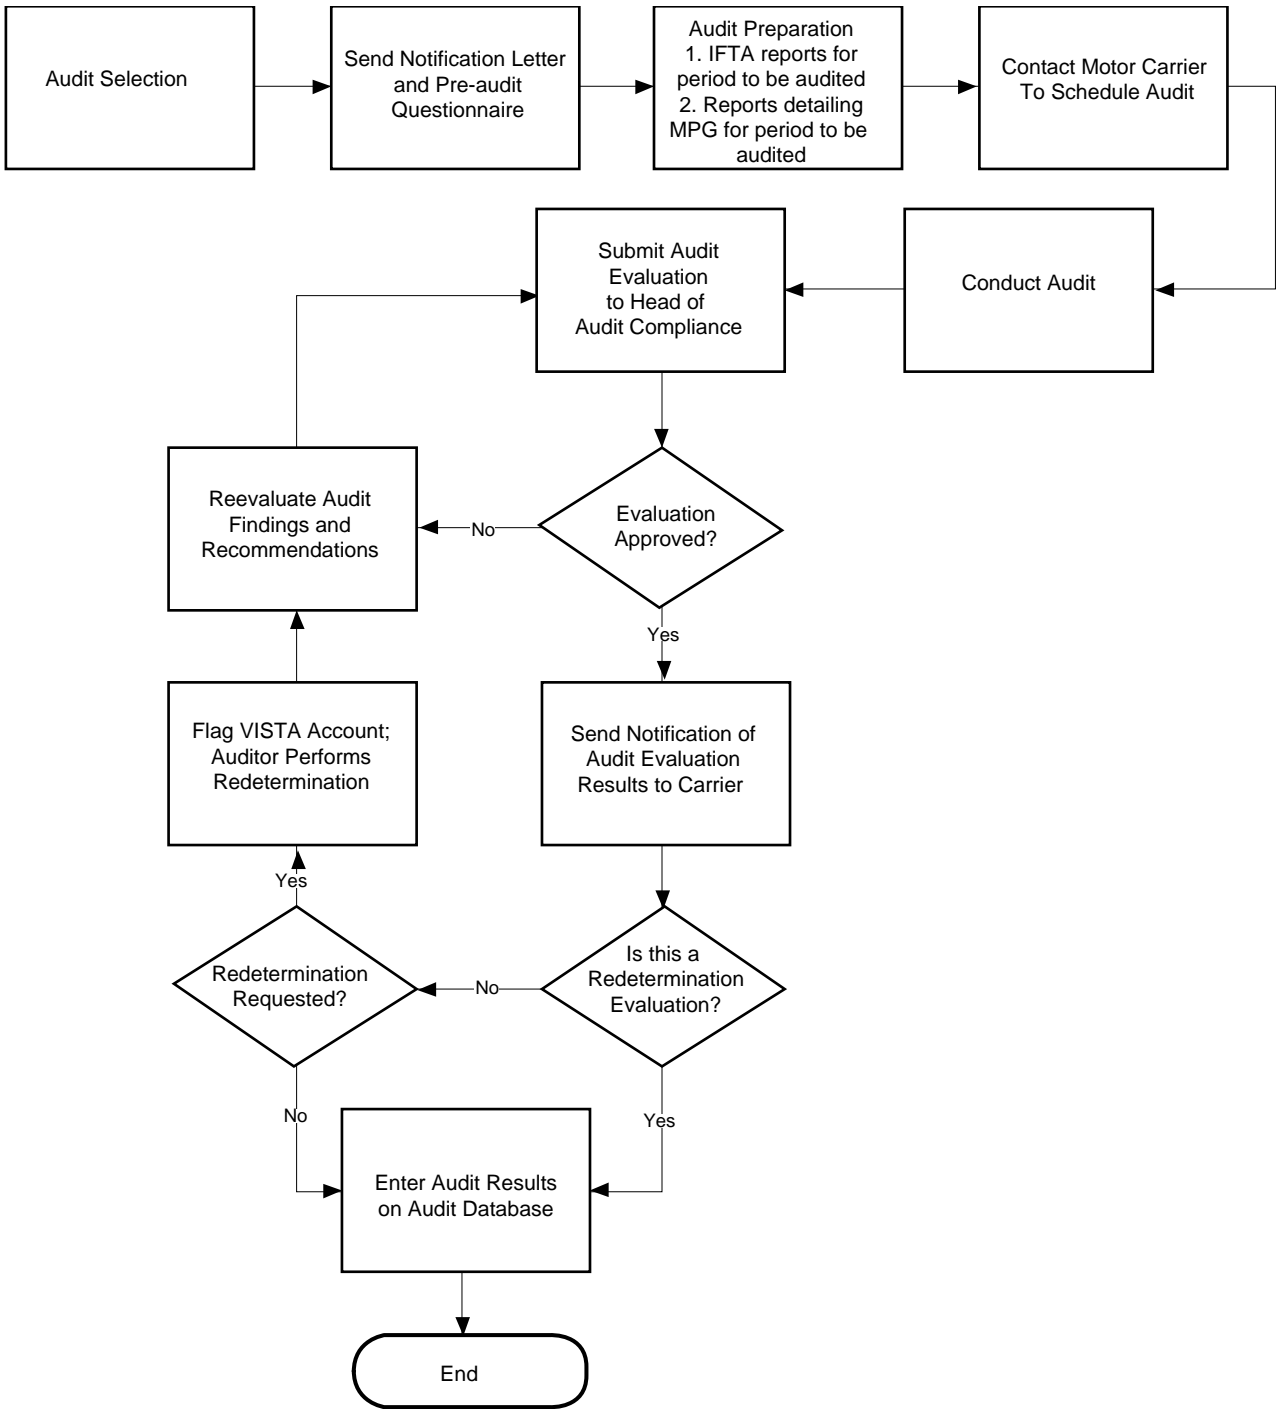 Audit Selection
Send Notification Letter
and Pre-audit
Questionnaire
Audit Preparation
1. IFTA reports for
period to be audited
2. Reports detailing
MPG for period to be
audited
Contact Motor Carrier
To Schedule Audit
Submit Audit
Evaluation
to Head of
Audit Compliance
Conduct Audit
Reevaluate Audit
Findings and
Recommendations
No
Evaluation
Approved?
Yes
Flag VISTA Account;
Auditor Performs
Redetermination
Send Notification of
Audit Evaluation
Results to Carrier
Yes
Redetermination
Requested?
No
Is this a
Redetermination
Evaluation?
No
Yes
Enter Audit Results
on Audit Database
End